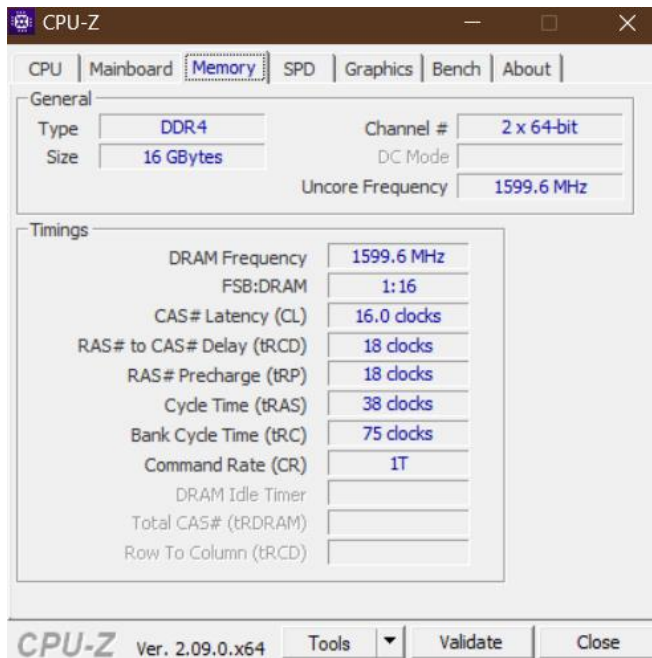 CPU-Z
CPU Mainboard Memory SPD Graphics Bench About
General
Type DDR4 Channel # 2 x 64-bit
Size 16 GBytes DC Mode
Uncore Frequency 1599.6 MHz
Timings
DRAM Frequency 1599.6 MHz
FSB:DRAM 1:16
CAS# Latency (CL) 16.0 clocks
RAS# to CAS# Delay (tRCD) 18 clocks
RAS# Precharge (tRP) 18 clocks
Cycle Time (tRAS) 38 clocks
Bank Cycle Time (tRC) 75 clocks
Command Rate (CR) 1T
DRAM Idle Timer
Total CAS# (tRDRAM)
Row To Column (tRCD)
CPU-Z Ver. 2.09.0.x64 Tools Validate Close